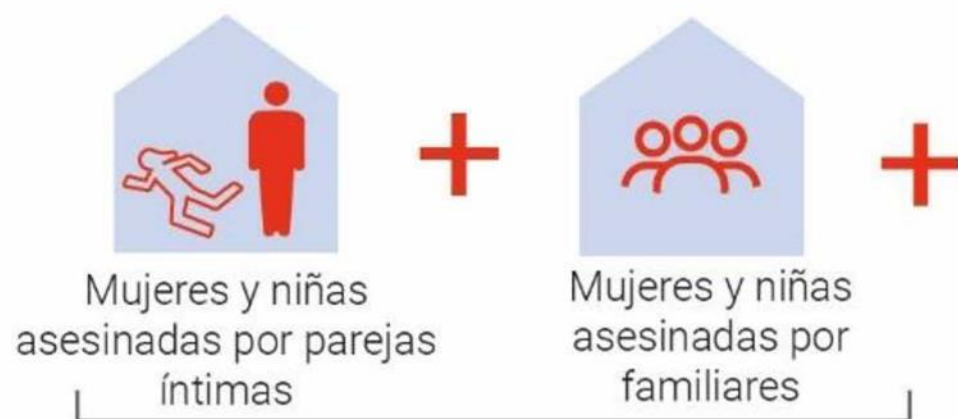 Mujeres y niñas
asesinadas por parejas
íntimas
Mujeres y niñas
asesinadas por
familiares